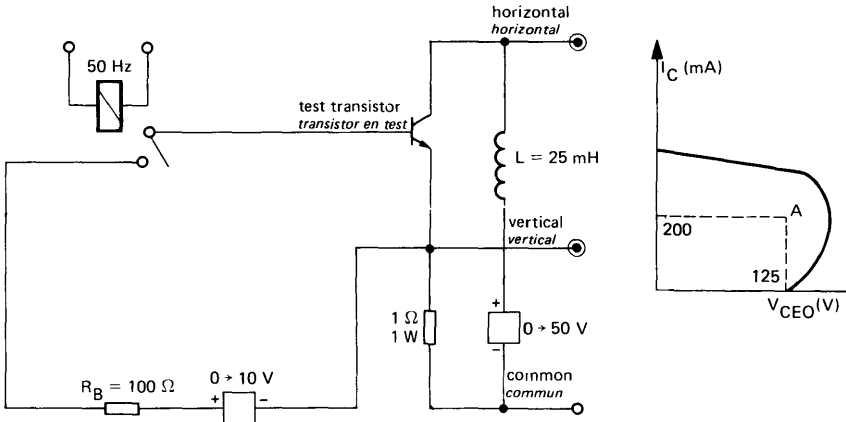 horizontal
horizontal
50 Hz
test transistor
transistor en test
L = 25 mH
vertical
vertical
1 Ω
1 W
+
0 → 50 V
−
common
commun
R_B = 100 Ω
0 → 10 V
+ −
I_C (mA)
A
200
125
V_CEO (V)